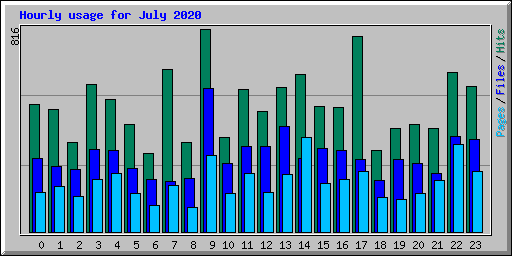 Hourly usage for July 2020
816
Pages/Files/Hits
0 1 2 3 4 5 6 7 8 9 10 11 12 13 14 15 16 17 18 19 20 21 22 23